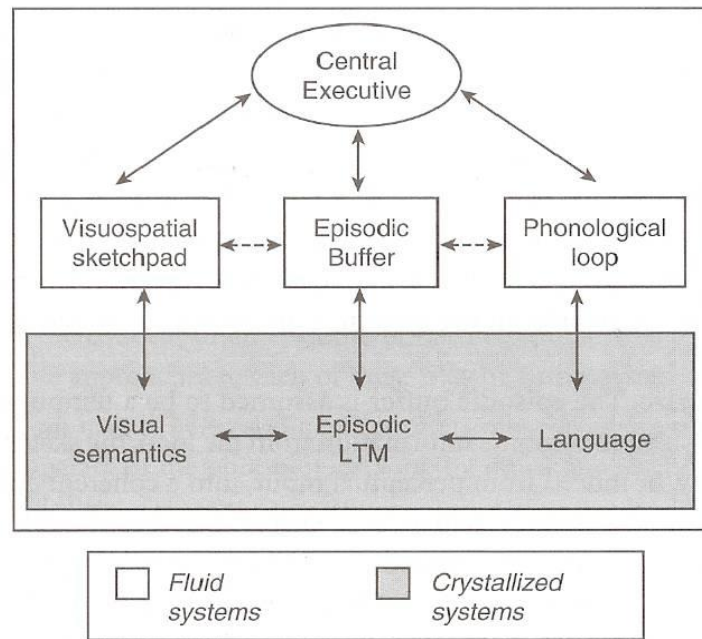 Central
Executive
Visuospatial
sketchpad
Episodic
Buffer
Phonological
loop
Visual
semantics
Episodic
LTM
Language
Fluid
systems
Crystallized
systems